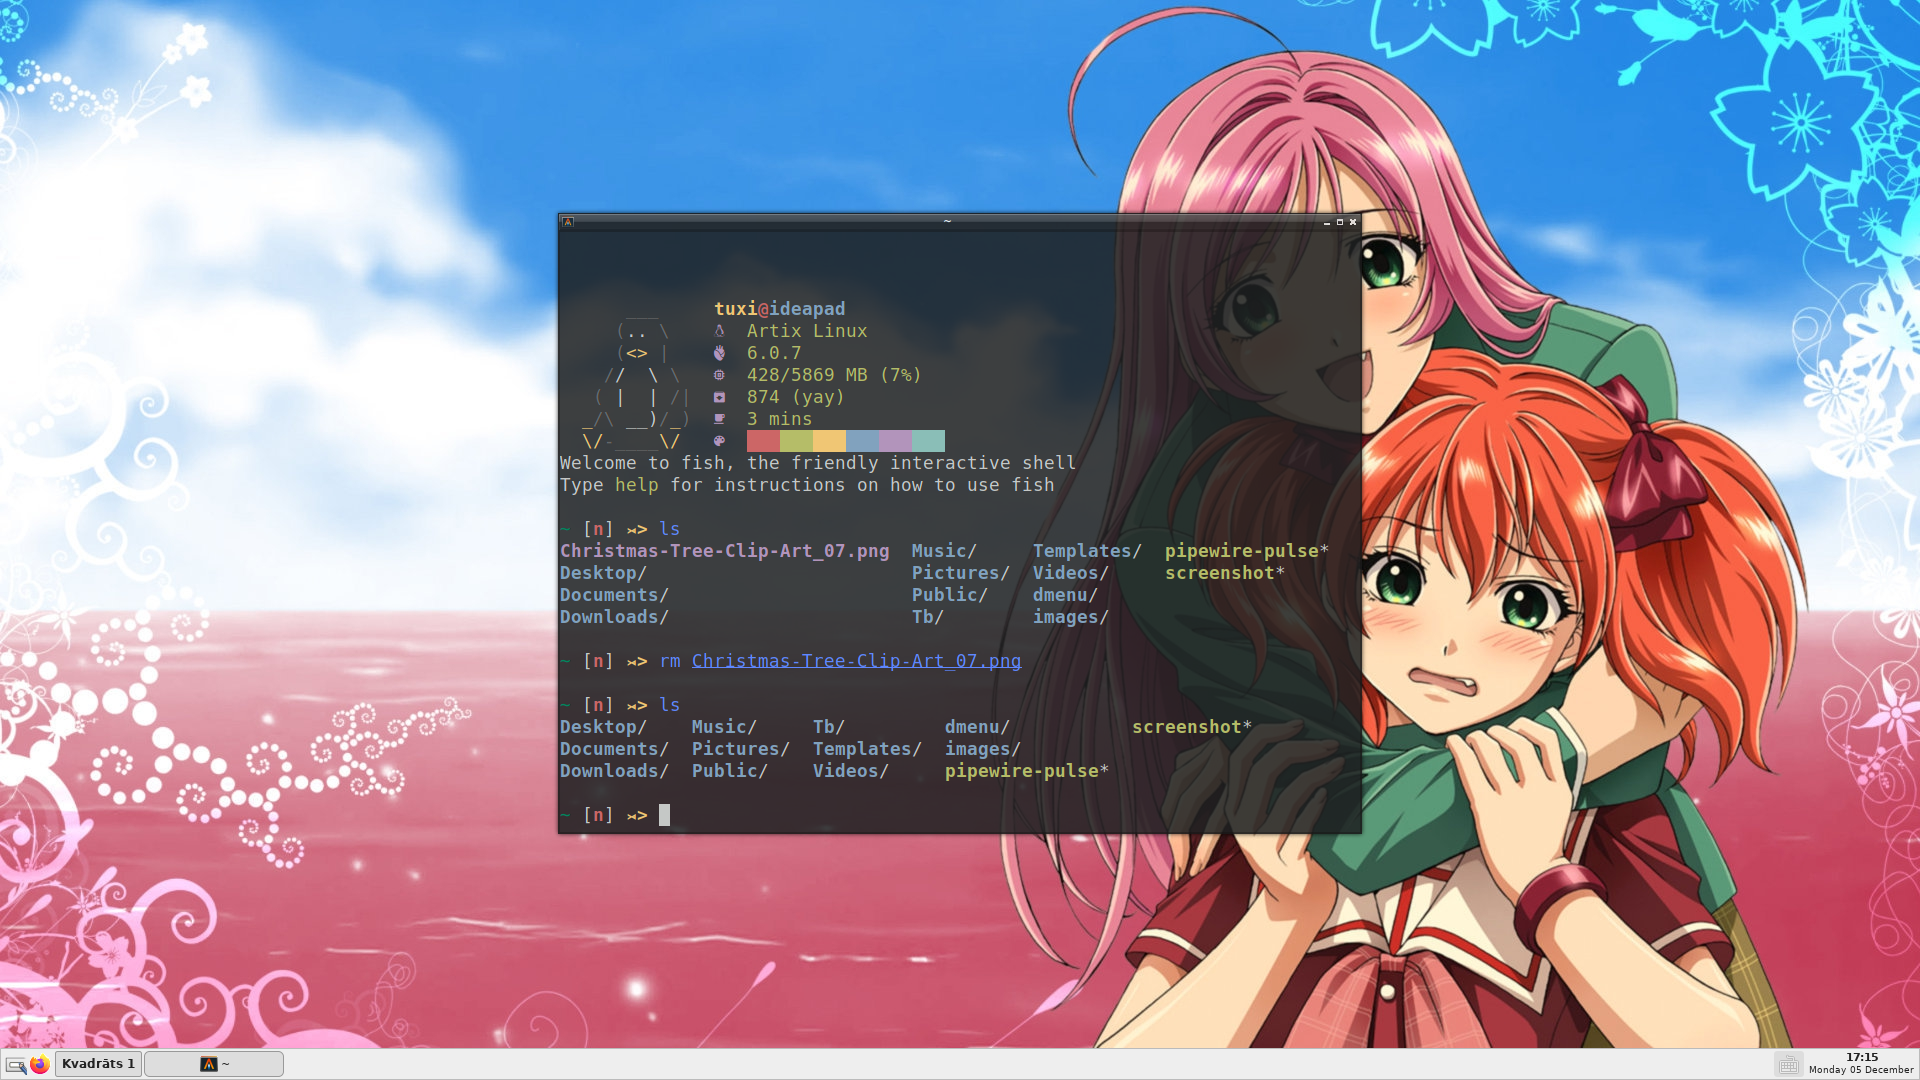 ~
tuxi@ideapad
Artix Linux
6.0.7
428/5869 MB (7%)
874 (yay)
3 mins
Welcome to fish, the friendly interactive shell
Type help for instructions on how to use fish
~ [n] ⋊> ls
Christmas-Tree-Clip-Art_07.png Music/ Templates/ pipewire-pulse*
Desktop/ Pictures/ Videos/ screenshot*
Documents/ Public/ dmenu/
Downloads/ Tb/ images/
~ [n] ⋊> rm Christmas-Tree-Clip-Art_07.png
~ [n] ⋊> ls
Desktop/ Music/ Tb/ dmenu/ screenshot*
Documents/ Pictures/ Templates/ images/
Downloads/ Public/ Videos/ pipewire-pulse*
~ [n] ⋊>
Kvadrāts 1
~
17:15
Monday 05 December